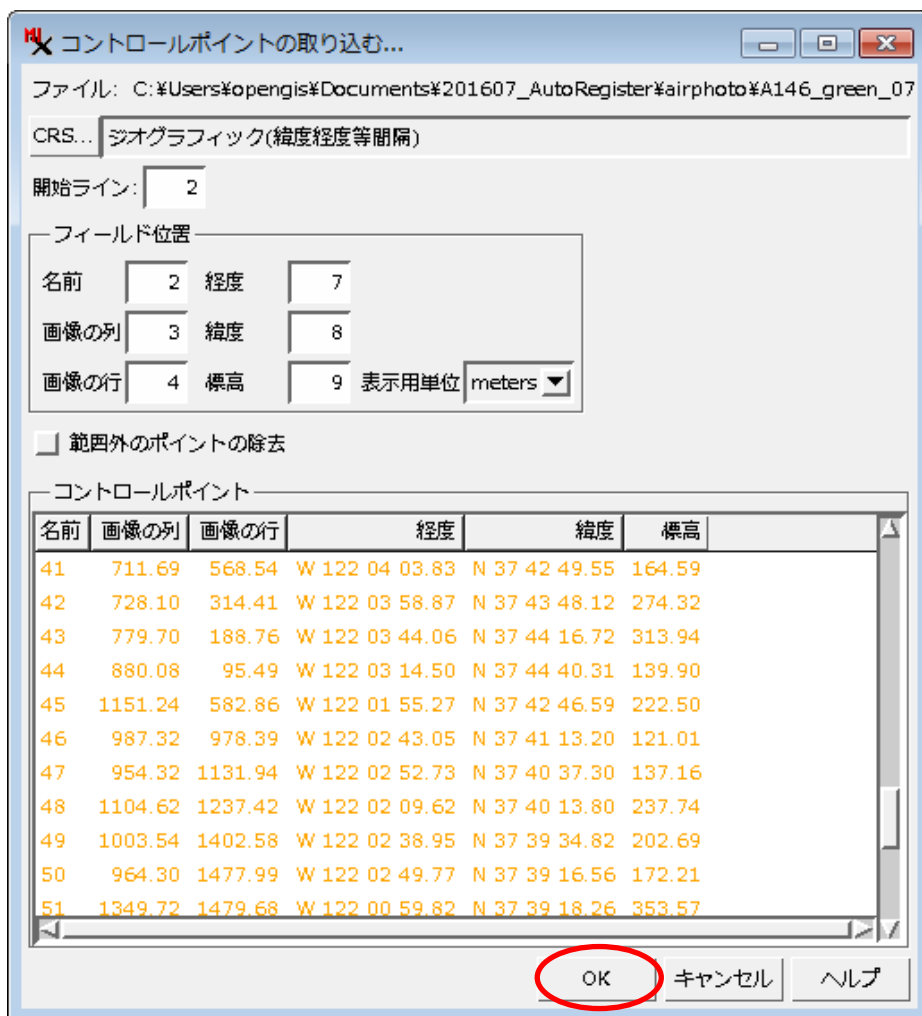 コントロールポイントの取り込む...
ファイル: C:¥Users¥opengis¥Documents¥201607_AutoRegister¥airphoto¥A146_green_07
CRS... ジオグラフィック(緯度経度等間隔)
開始ライン: 2
フィールド位置
名前 2 経度 7
画像の列 3 緯度 8
画像の行 4 標高 9 表示用単位 meters
範囲外のポイントの除去
コントロールポイント
名前 画像の列 画像の行 経度 緯度 標高
41 711.69 568.54 W 122 04 03.83 N 37 42 49.55 164.59
42 728.10 314.41 W 122 03 58.87 N 37 43 48.12 274.32
43 779.70 188.76 W 122 03 44.06 N 37 44 16.72 313.94
44 880.08 95.49 W 122 03 14.50 N 37 44 40.31 139.90
45 1151.24 582.86 W 122 01 55.27 N 37 42 46.59 222.50
46 987.32 978.39 W 122 02 43.05 N 37 41 13.20 121.01
47 954.32 1131.94 W 122 02 52.73 N 37 40 37.30 137.16
48 1104.62 1237.42 W 122 02 09.62 N 37 40 13.80 237.74
49 1003.54 1402.58 W 122 02 38.95 N 37 39 34.82 202.69
50 964.30 1477.99 W 122 02 49.77 N 37 39 16.56 172.21
51 1349.72 1479.68 W 122 00 59.82 N 37 39 18.26 353.57
OK キャンセル ヘルプ